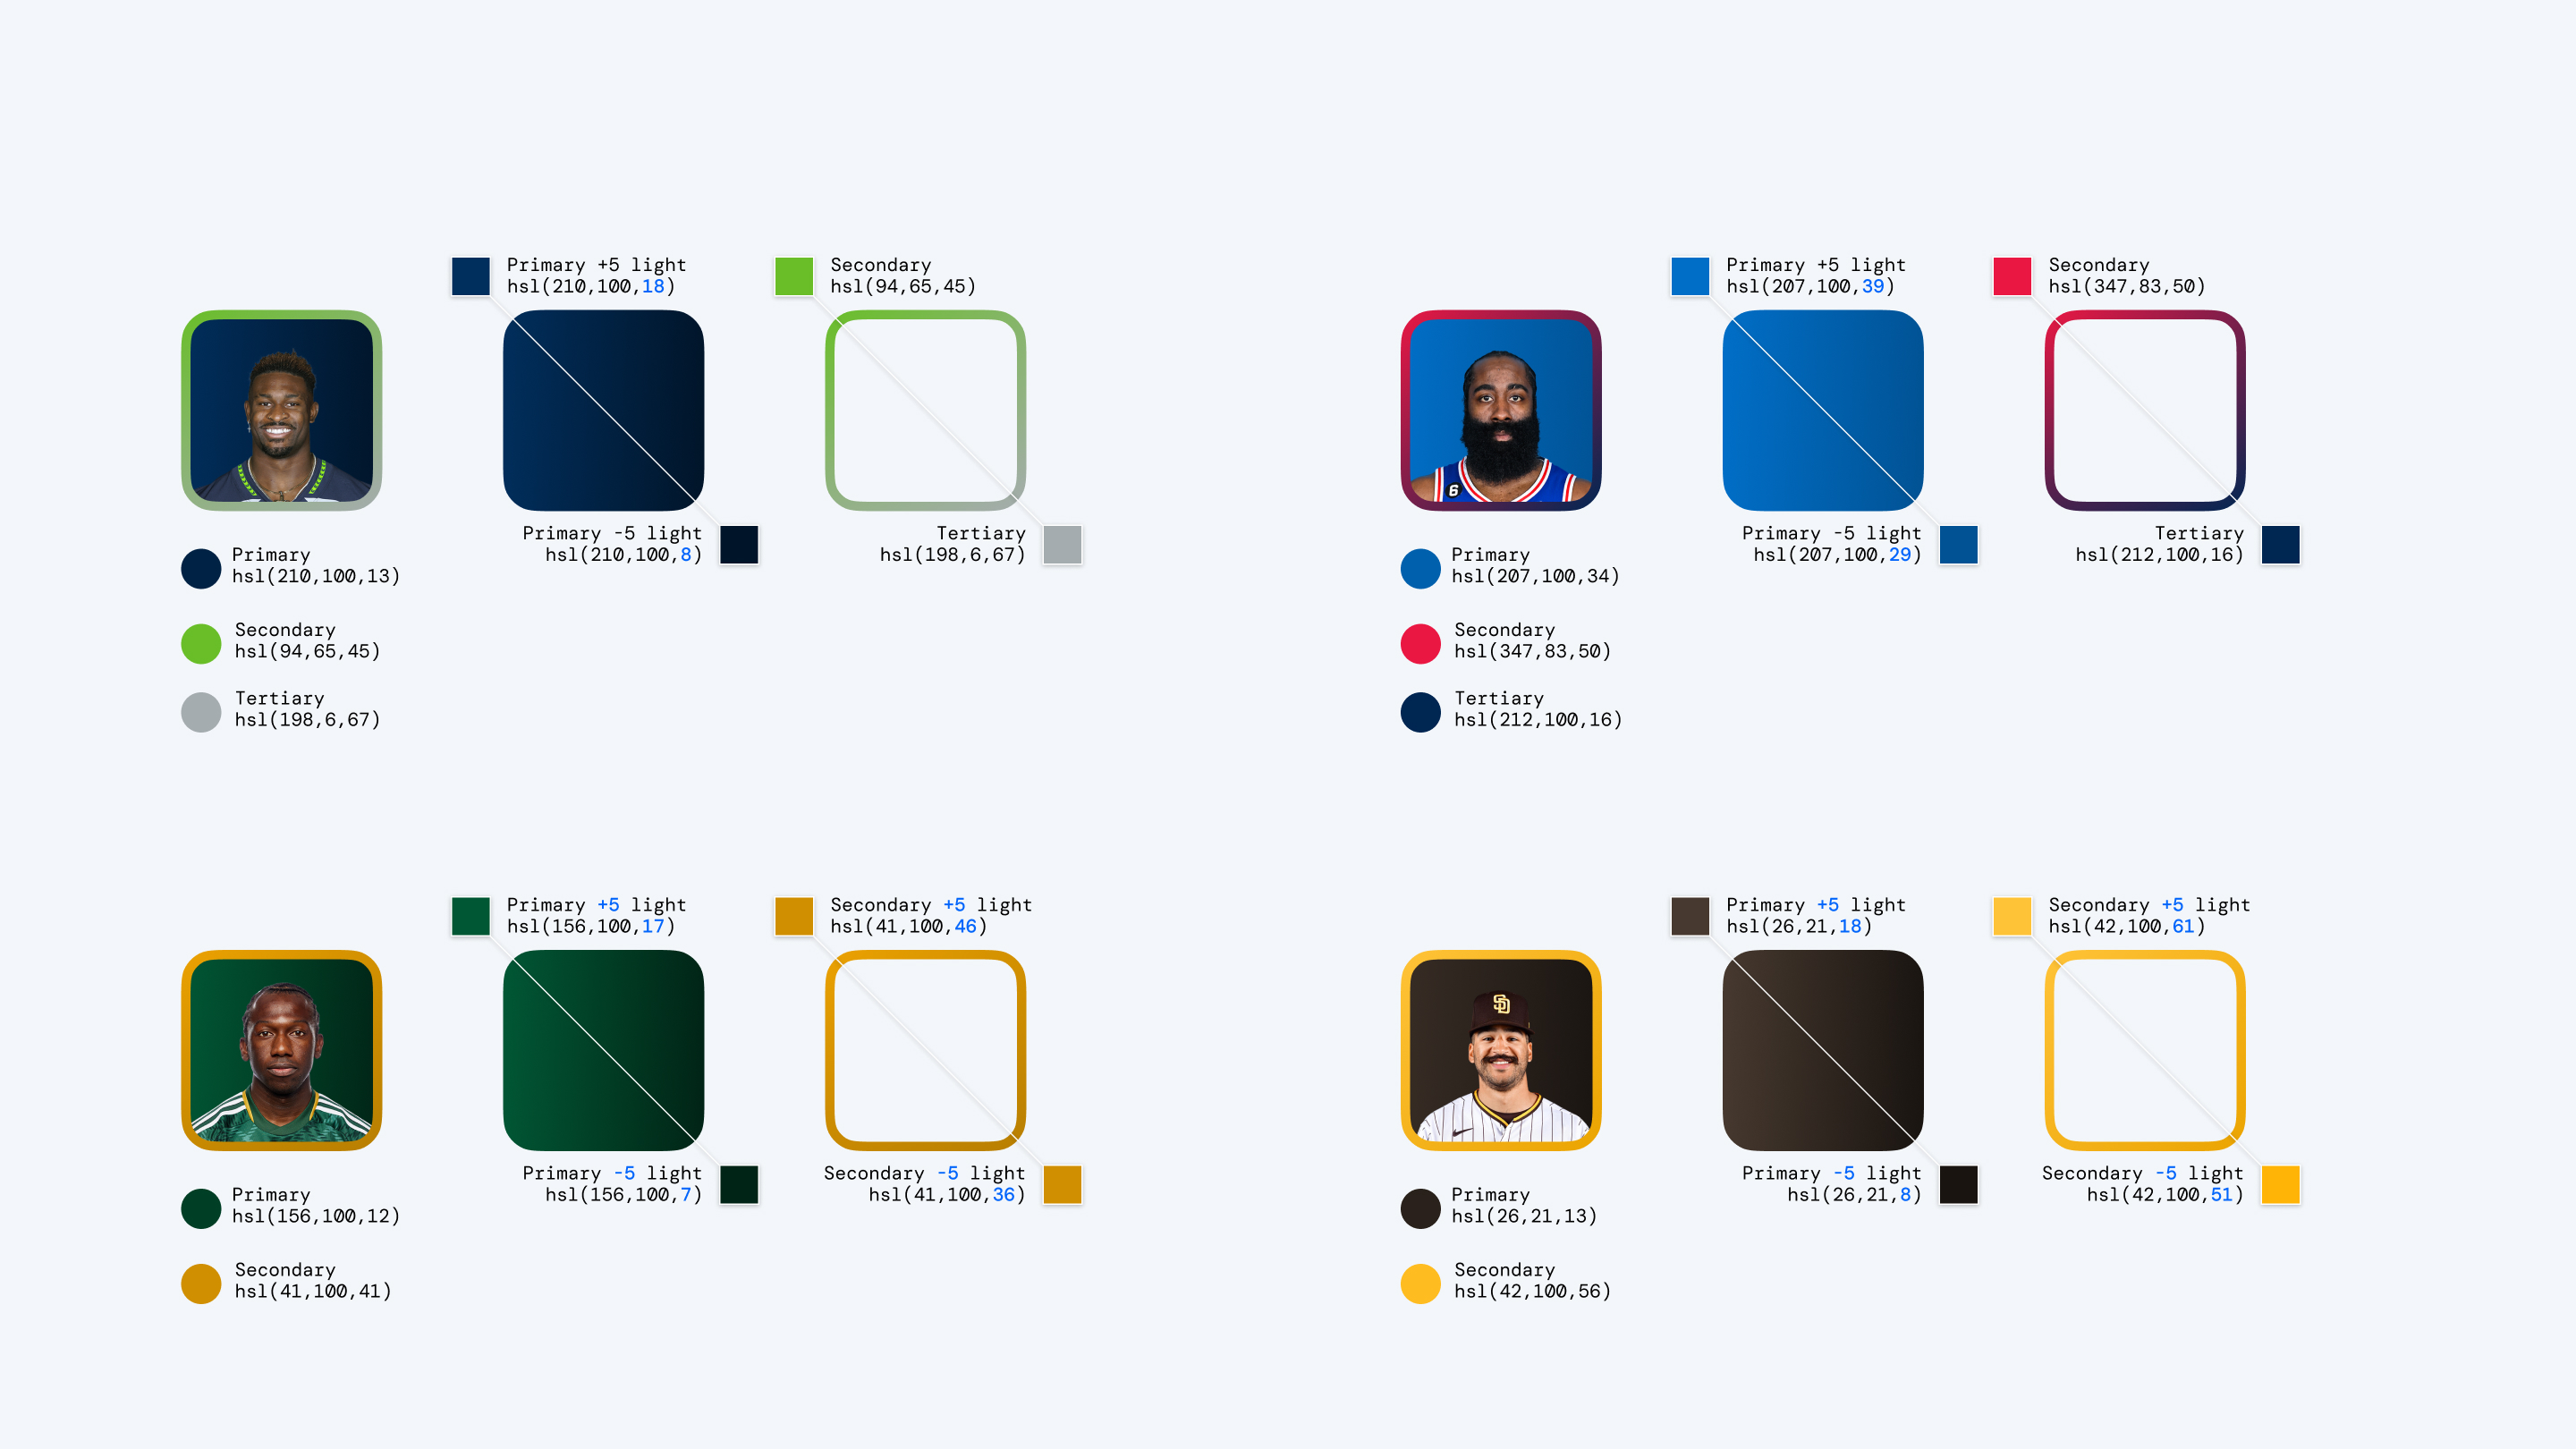 Primary +5 light
hsl(210,100,18)
Secondary
hsl(94,65,45)
Primary -5 light
hsl(210,100,8)
Tertiary
hsl(198,6,67)
Primary
hsl(210,100,13)
Secondary
hsl(94,65,45)
Tertiary
hsl(198,6,67)
Primary +5 light
hsl(207,100,39)
Secondary
hsl(347,83,50)
6
Primary -5 light
hsl(207,100,29)
Tertiary
hsl(212,100,16)
Primary
hsl(207,100,34)
Secondary
hsl(347,83,50)
Tertiary
hsl(212,100,16)
Primary +5 light
hsl(156,100,17)
Secondary +5 light
hsl(41,100,46)
Primary -5 light
hsl(156,100,7)
Secondary -5 light
hsl(41,100,36)
Primary
hsl(156,100,12)
Secondary
hsl(41,100,41)
Primary +5 light
hsl(26,21,18)
Secondary +5 light
hsl(42,100,61)
SD
Primary -5 light
hsl(26,21,8)
Secondary -5 light
hsl(42,100,51)
Primary
hsl(26,21,13)
Secondary
hsl(42,100,56)